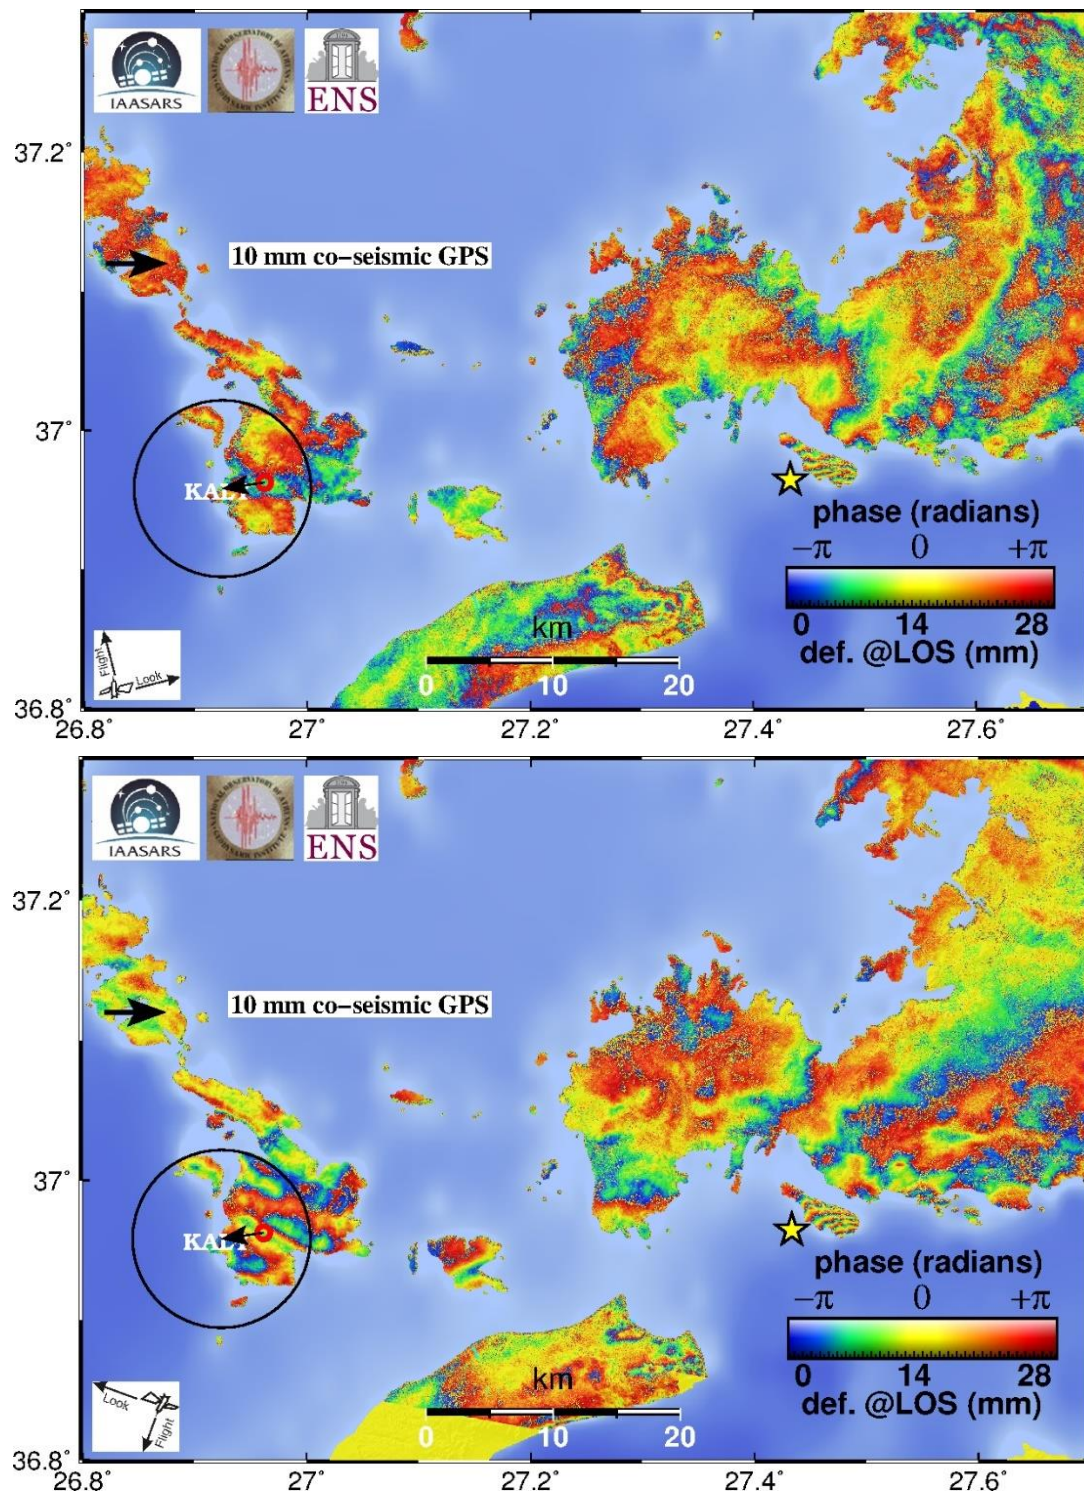 IAASARS
ENS
37.2°
10 mm co-seismic GPS
37°
phase (radians)
−π 0 +π
0 14 28
def. @LOS (mm)
km
0 10 20
Flight
Look
36.8°
26.8° 27° 27.2° 27.4° 27.6°
IAASARS
ENS
37.2°
10 mm co-seismic GPS
37°
phase (radians)
−π 0 +π
0 14 28
def. @LOS (mm)
km
0 10 20
Look
Flight
36.8°
26.8° 27° 27.2° 27.4° 27.6°